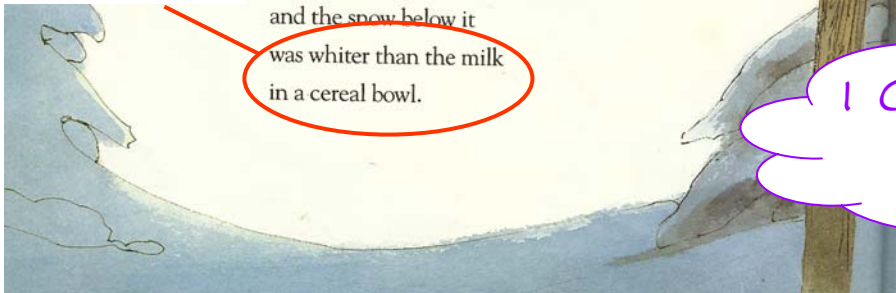 and the snow below it
was whiter than the milk
in a cereal bowl.